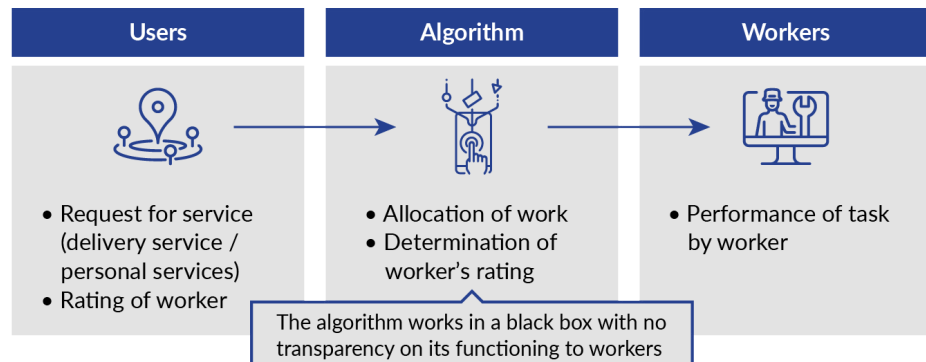 Users
Algorithm
Workers
• Request for service
(delivery service /
personal services)
• Rating of worker
• Allocation of work
• Determination of
worker’s rating
• Performance of task
by worker
The algorithm works in a black box with no
transparency on its functioning to workers